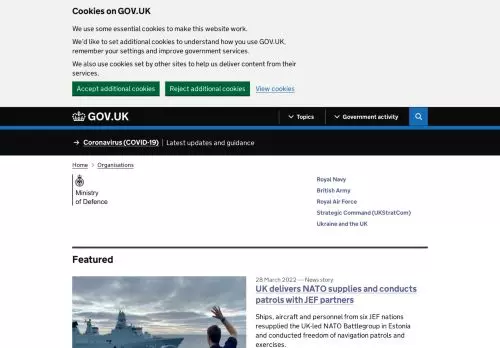 Cookies on GOV.UK
We use some essential cookies to make this website work.
We'd like to set additional cookies to understand how you use GOV.UK,
remember your settings and improve government services.
We also use cookies set by other sites to help us deliver content from their
services.
Accept additional cookies
Reject additional cookies
View cookies
GOV.UK
Topics
Government activity
Coronavirus (COVID-19)
Latest updates and guidance
Home > Organisations
Ministry
of Defence
Royal Navy
British Army
Royal Air Force
Strategic Command (UKStratCom)
Ukraine and the UK
Featured
28 March 2022 — News story
UK delivers NATO supplies and conducts
patrols with JEF partners
Ships, aircraft and personnel from six JEF nations
resupplied the UK-led NATO Battlegroup in Estonia
and conducted freedom of navigation patrols and
exercises.